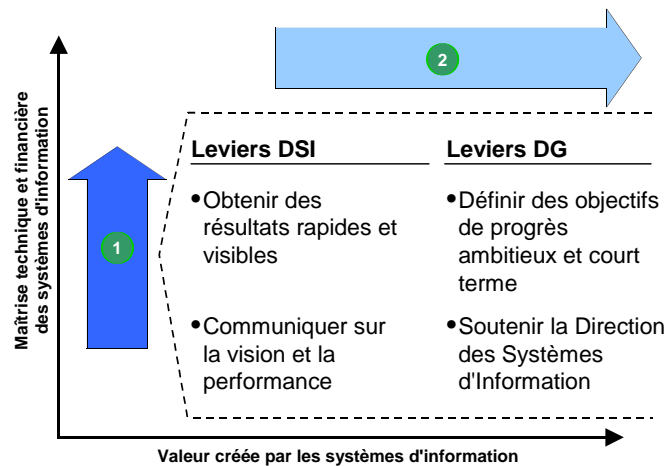 2
Maîtrise technique et financière
des systèmes d'information
1
Leviers DSI
•Obtenir des
résultats rapides et
visibles
•Communiquer sur
la vision et la
performance
Leviers DG
•Définir des objectifs
de progrès
ambitieux et court
terme
•Soutenir la Direction
des Systèmes
d'Information
Valeur créée par les systèmes d'information